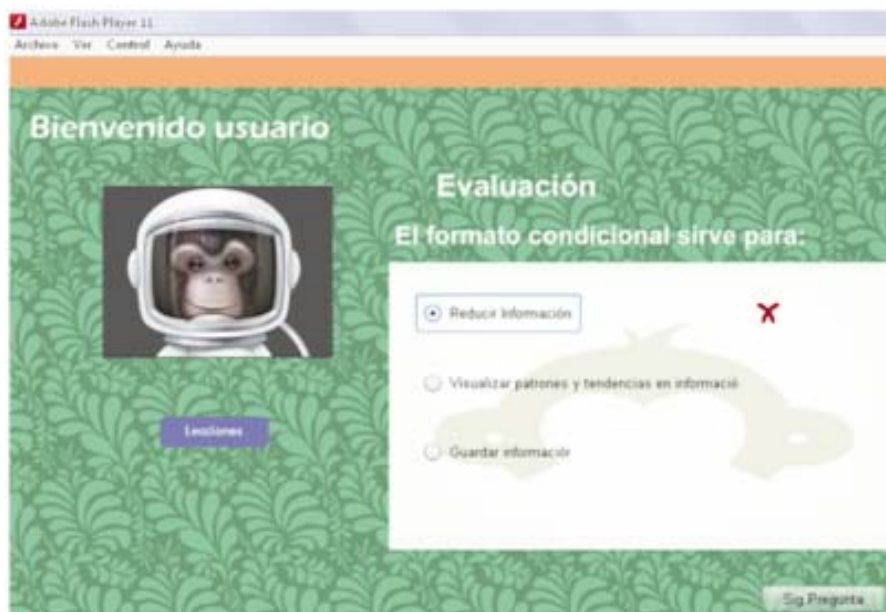 Adobe Flash Player 11
Archivo Ver Control Ayuda
Bienvenido usuario
Evaluación
El formato condicional sirve para:
Reducir Información
Visualizar patrones y tendencias en informació
Guardar informaciór
Lecciones
Sig.Pregunta